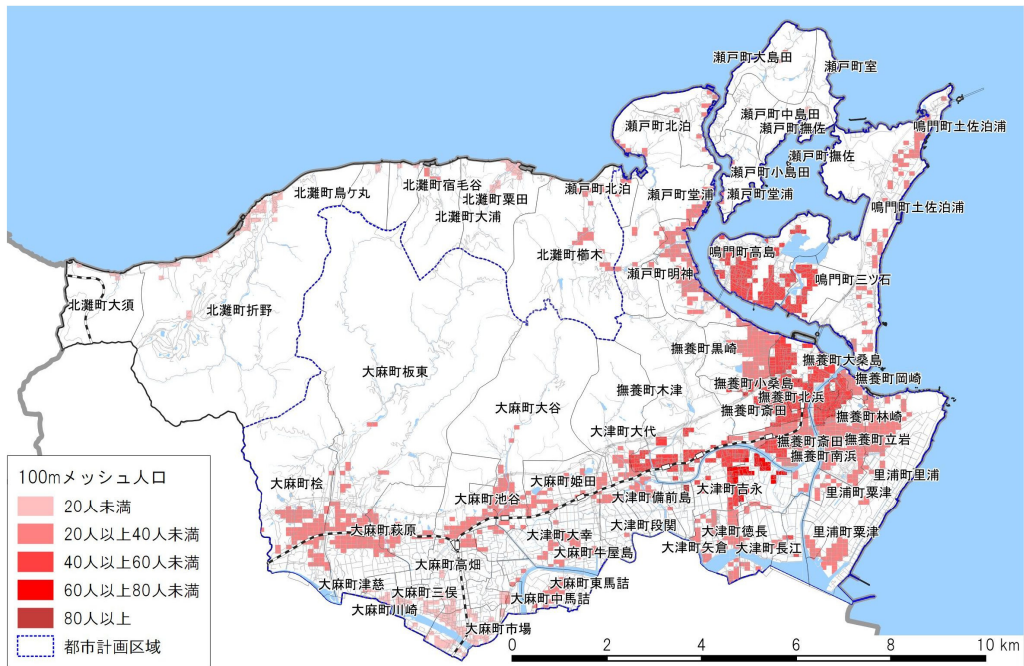 瀬戸町大島田
瀬戸町室
瀬戸町中島田
瀬戸町撫佐
瀬戸町北泊
鳴門町土佐泊浦
瀬戸町撫佐
瀬戸町小島田
瀬戸町堂浦
北灘町宿毛谷
北灘町鳥ケ丸
北灘町粟田
瀬戸町北泊
瀬戸町堂浦
鳴門町土佐泊浦
北灘町大浦
鳴門町高島
北灘町櫛木
瀬戸町明神
鳴門町三ツ石
北灘町大須
北灘町折野
撫養町黒崎
撫養町大桑島
大麻町板東
撫養町小桑島
撫養町岡崎
撫養町木津
撫養町北浜
大麻町大谷
撫養町斎田
撫養町林崎
大津町大代
撫養町斎田
撫養町立岩
撫養町南浜
里浦町里浦
大麻町桧
大麻町姫田
大麻町池谷
大津町備前島
大津町吉永
里浦町粟津
大麻町萩原
大津町大幸
大津町段関
大津町徳長
里浦町粟津
大麻町牛屋島
大津町矢倉
大津町長江
大麻町高畑
大麻町津慈
大麻町東馬詰
大麻町三俣
大麻町中馬詰
大麻町川崎
大麻町市場
100mメッシュ人口
20人未満
20人以上40人未満
40人以上60人未満
60人以上80人未満
80人以上
都市計画区域
0 2 4 6 8 10 km